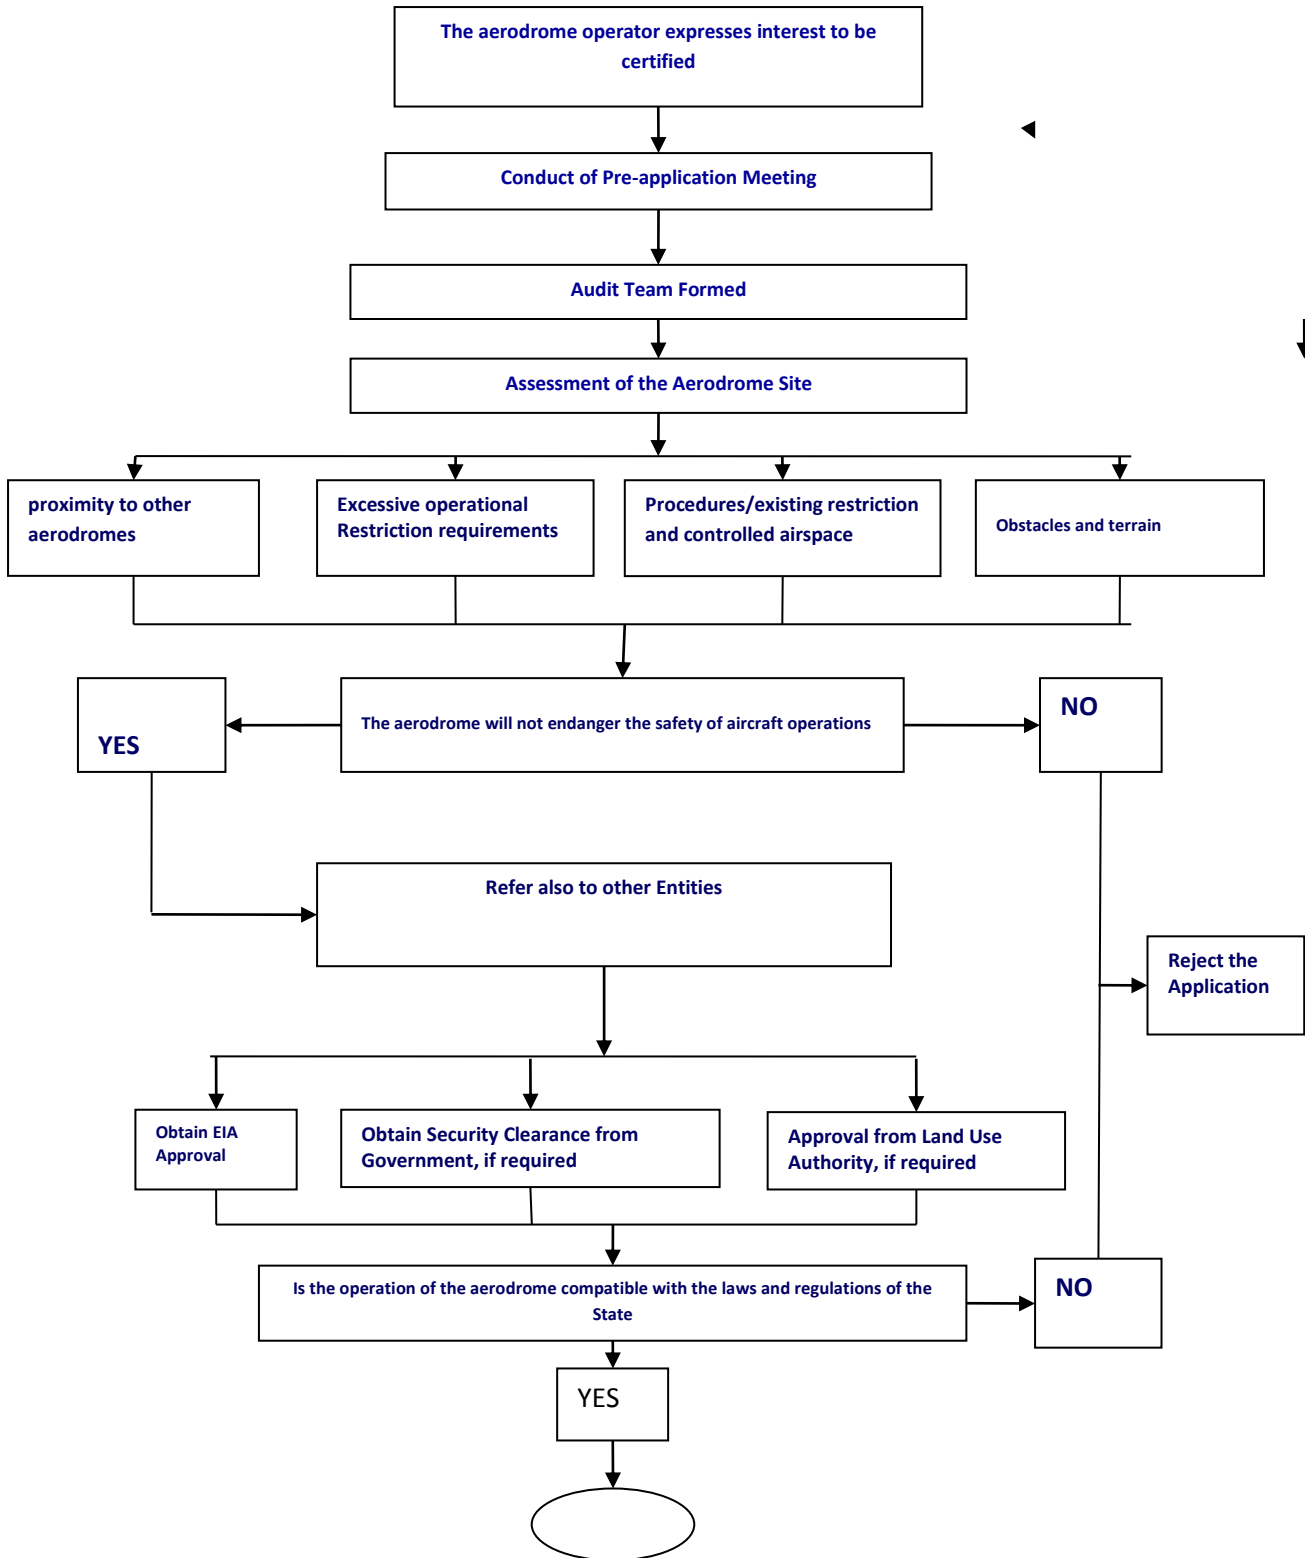 The aerodrome operator expresses interest to be
certified
Conduct of Pre-application Meeting
Audit Team Formed
Assessment of the Aerodrome Site
proximity to other
aerodromes
Excessive operational
Restriction requirements
Procedures/existing restriction
and controlled airspace
Obstacles and terrain
YES
The aerodrome will not endanger the safety of aircraft operations
NO
Refer also to other Entities
Reject the
Application
Obtain EIA
Approval
Obtain Security Clearance from
Government, if required
Approval from Land Use
Authority, if required
Is the operation of the aerodrome compatible with the laws and regulations of the
State
NO
YES